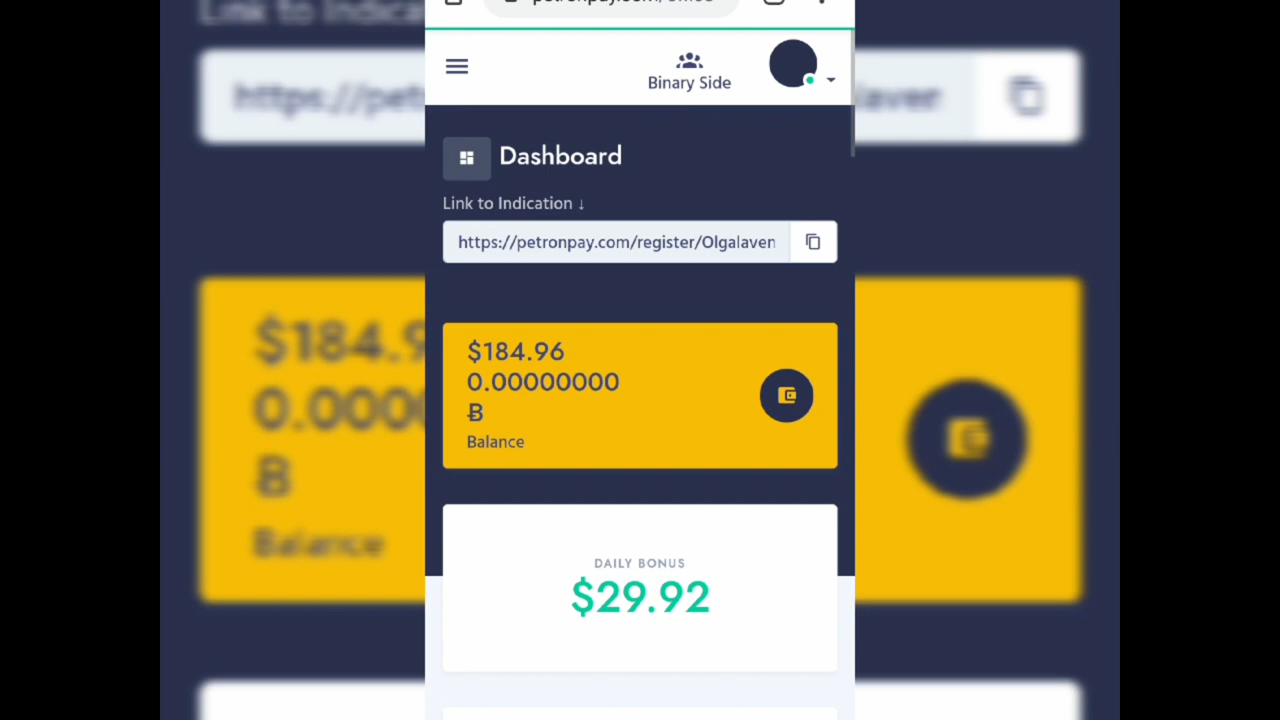 Binary Side
Dashboard
Link to Indication ↓
https://petronpay.com/register/Olgalaven
$184.96
0.00000000
Ƀ
Balance
DAILY BONUS
$29.92